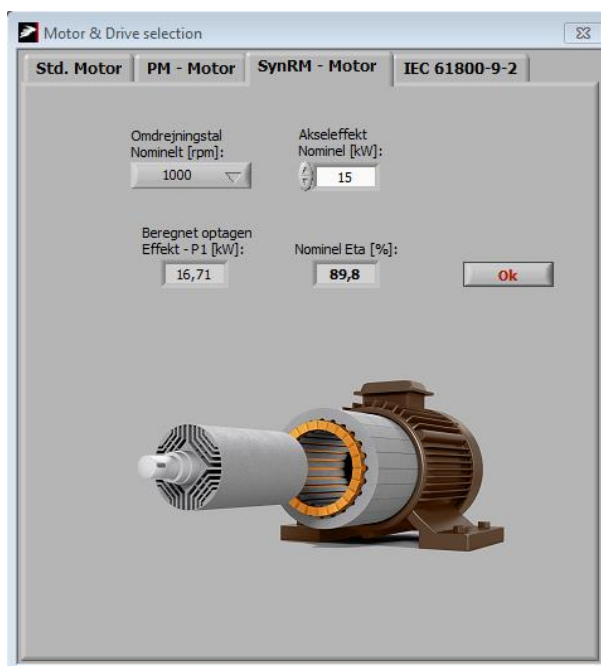 Motor & Drive selection
Std. Motor PM - Motor SynRM - Motor IEC 61800-9-2
Omdrejningstal
Nominelt [rpm]:
1000
Akseleffekt
Nominel [kW]:
15
Beregnet optagen
Effekt - P1 [kW]:
16,71
Nominel Eta [%]:
89,8
Ok